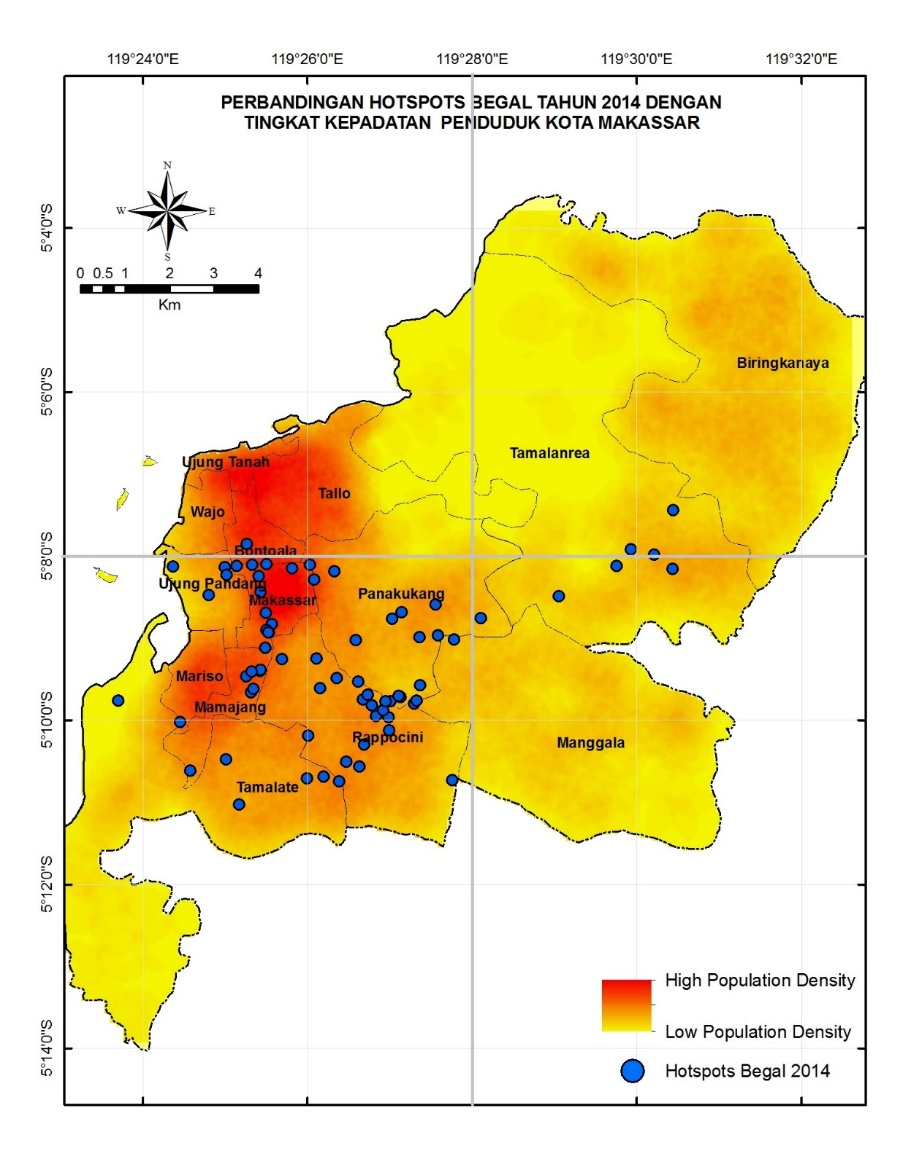 119°24'0"E 119°26'0"E 119°28'0"E 119°30'0"E 119°32'0"E
PERBANDINGAN HOTSPOTS BEGAL TAHUN 2014 DENGAN
TINGKAT KEPADATAN PENDUDUK KOTA MAKASSAR
N
W E
S
0 0.5 1 2 3 4
Km
5°4'0"S
5°6'0"S
5°8'0"S
5°10'0"S
5°12'0"S
5°14'0"S
Biringkanaya
Tamalanrea
Ujung Tanah
Tallo
Wajo
Bontoala
Ujung Pandang
Makassar
Panakukang
Mariso
Mamajang
Rappocini
Manggala
Tamalate
High Population Density
Low Population Density
Hotspots Begal 2014